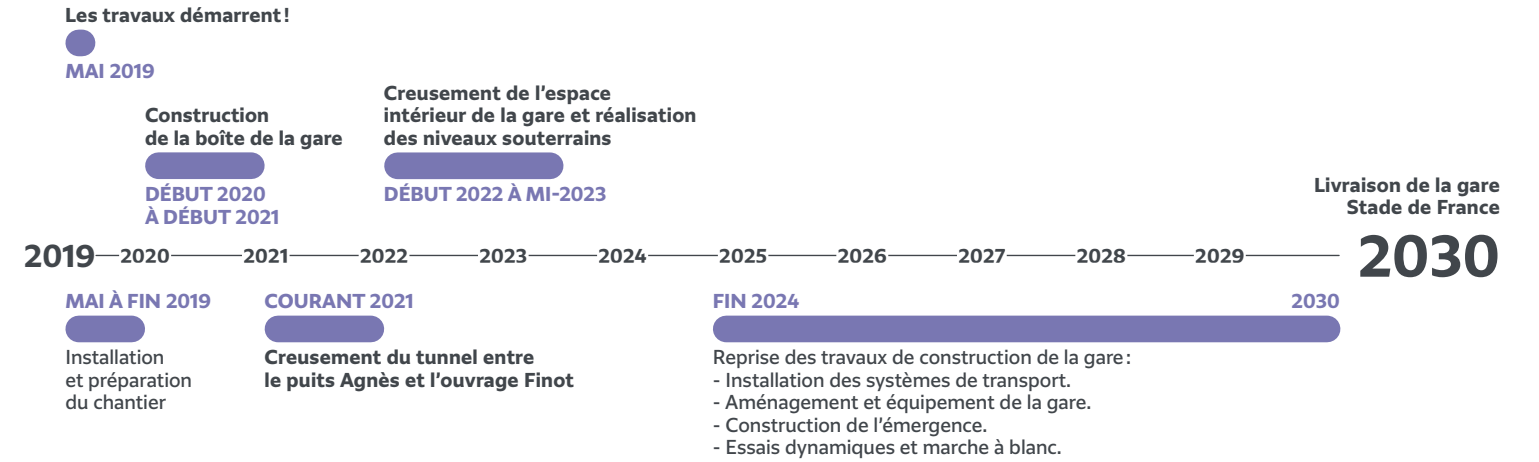 Les travaux démarrent !
MAI 2019
Construction
de la boîte de la gare
DÉBUT 2020
À DÉBUT 2021
Creusement de l'espace
intérieur de la gare et réalisation
des niveaux souterrains
DÉBUT 2022 À MI-2023
Livraison de la gare
Stade de France
2019 2020 2021 2022 2023 2024 2025 2026 2027 2028 2029 2030
MAI À FIN 2019
Installation
et préparation
du chantier
COURANT 2021
Creusement du tunnel entre
le puits Agnès et l'ouvrage Finot
FIN 2024 2030
Reprise des travaux de construction de la gare :
- Installation des systèmes de transport.
- Aménagement et équipement de la gare.
- Construction de l'émergence.
- Essais dynamiques et marche à blanc.